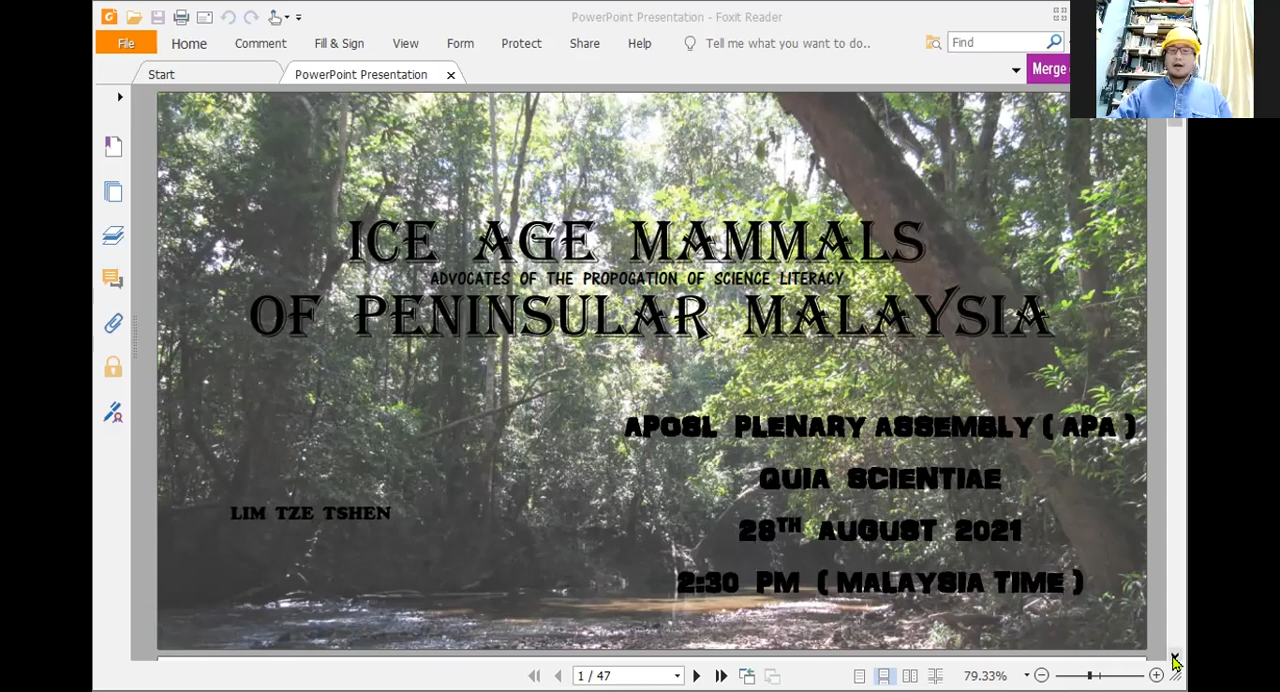 PowerPoint Presentation - Foxit Reader
File Home Comment Fill & Sign View Form Protect Share Help Tell me what you want to do.. Find
Start PowerPoint Presentation Merge
ICE AGE MAMMALS
ADVOCATES OF THE PROPOGATION OF SCIENCE LITERACY
OF PENINSULAR MALAYSIA
APOSL PLENARY ASSEMBLY ( APA )
QUIA SCIENTIAE
LIM TZE TSHEN
28TH AUGUST 2021
2:30 PM ( MALAYSIA TIME )
1 / 47 79.33%